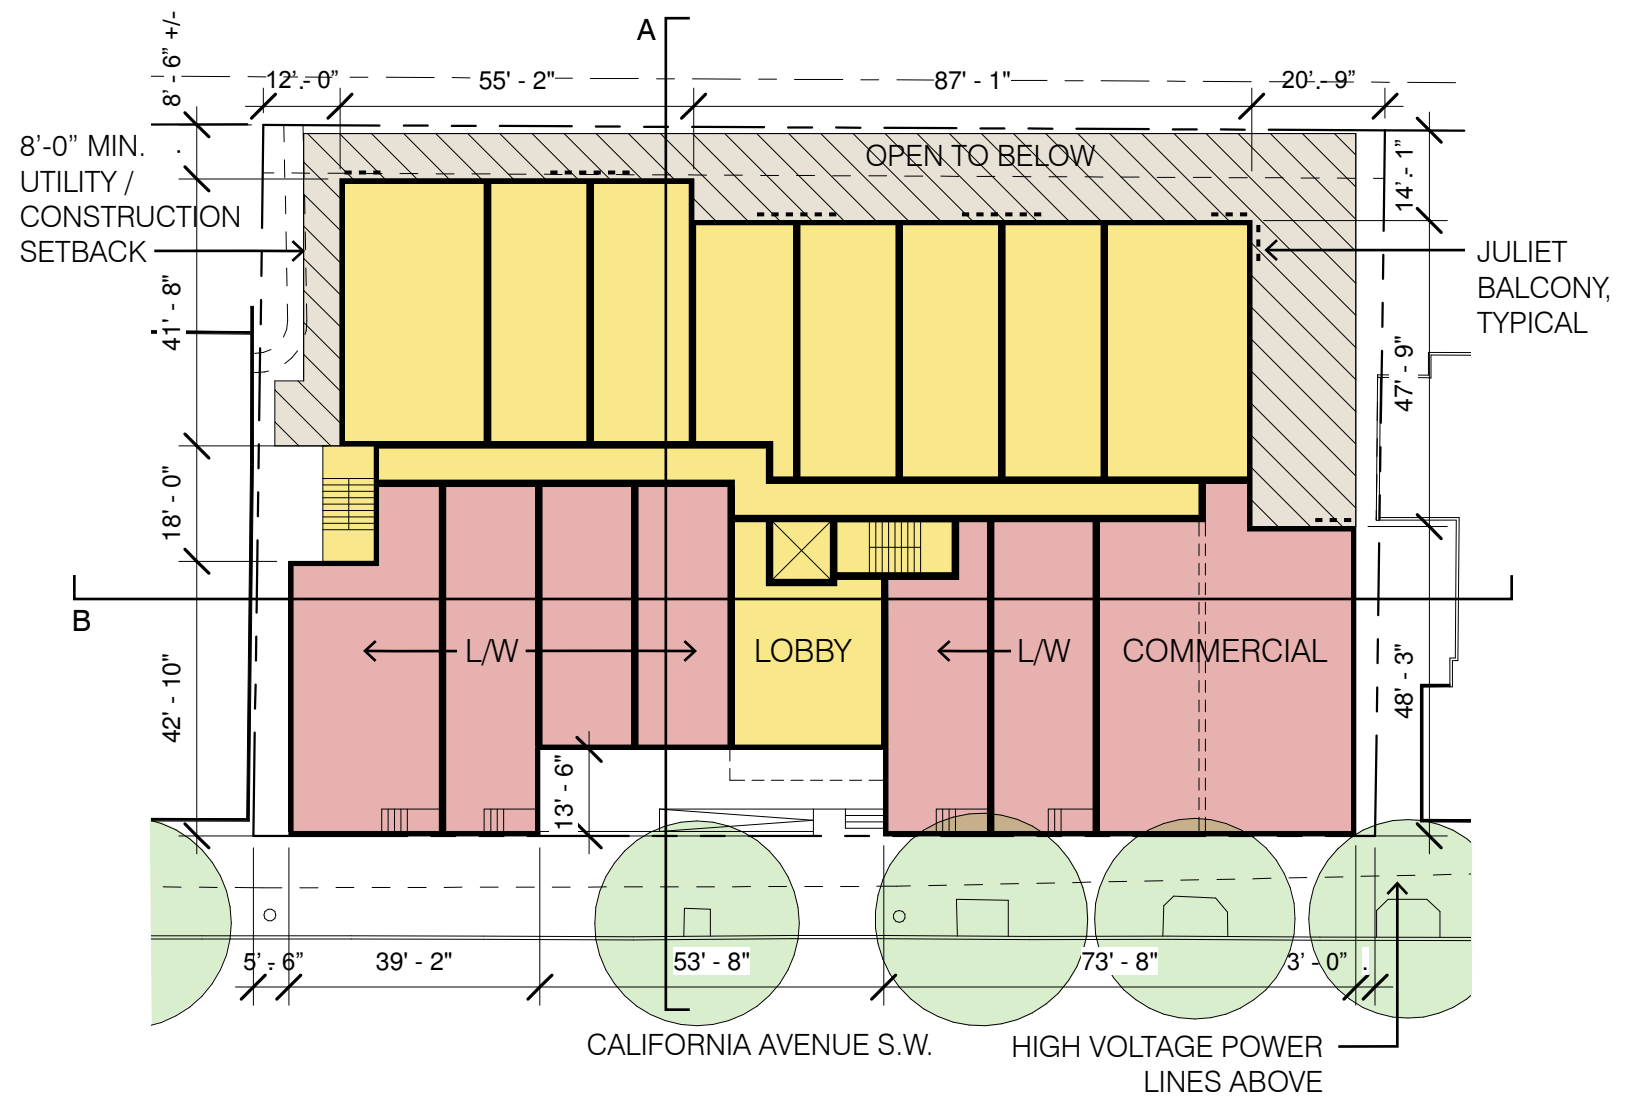 A
8' - 6” +/-
12’ - 0”
55' - 2"
87' - 1"
20’ - 9”
8’-0” MIN.
UTILITY /
CONSTRUCTION
SETBACK
OPEN TO BELOW
14’ - 1”
JULIET
BALCONY,
TYPICAL
41' - 8"
47' - 9"
18' - 0"
B
L/W
LOBBY
L/W
COMMERCIAL
42' - 10"
48' - 3"
13' - 6"
5’ - 6”
39' - 2"
53' - 8"
73' - 8"
3’ - 0”
CALIFORNIA AVENUE S.W.
HIGH VOLTAGE POWER
LINES ABOVE